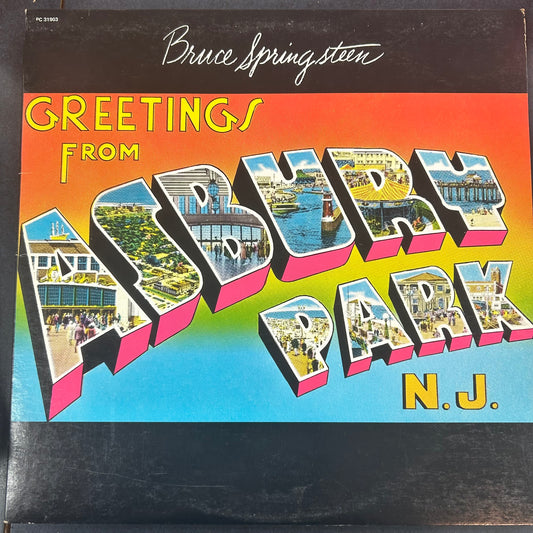 PC 31903
Bruce Springsteen
GREETINGS
FROM
ASBURY
PARK
N.J.